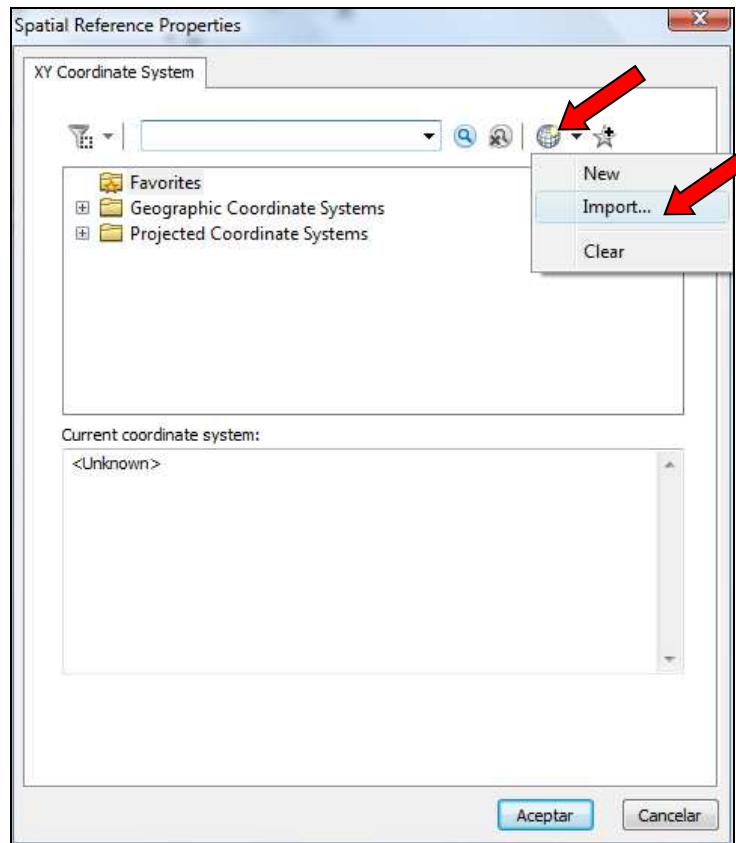 Spatial Reference Properties
XY Coordinate System
Favorites
Geographic Coordinate Systems
Projected Coordinate Systems
New
Import...
Clear
Current coordinate system:
<Unknown>
Aceptar
Cancelar